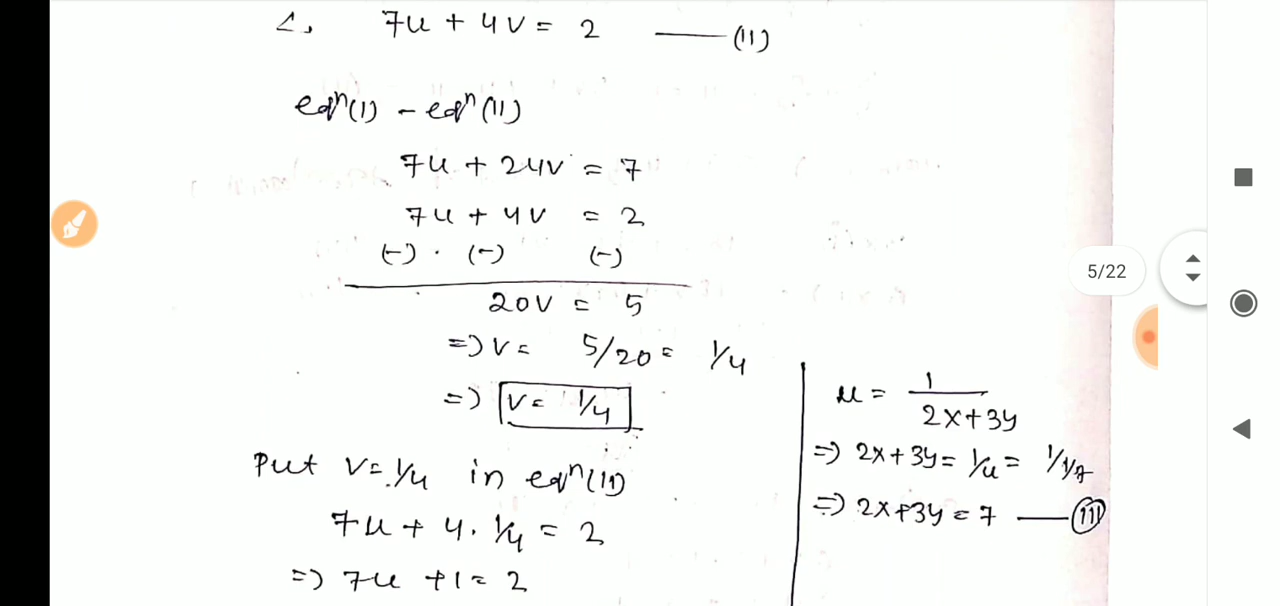 2, 7u + 4v = 2 —— (II)
eqⁿ(I) - eqⁿ(II)
7u + 24v = 7
7u + 4v = 2
(-) (-) (-)
20v = 5
=> v = 5/20 = 1/4
=> v = 1/4
Put v = 1/4 in eqⁿ(II)
7u + 4. 1/4 = 2
=> 7u + 1 = 2
5/22
u = 1/2x+3y
=> 2x+3y = 1/u = 1/1/7
=> 2x+3y = 7 —— (III)